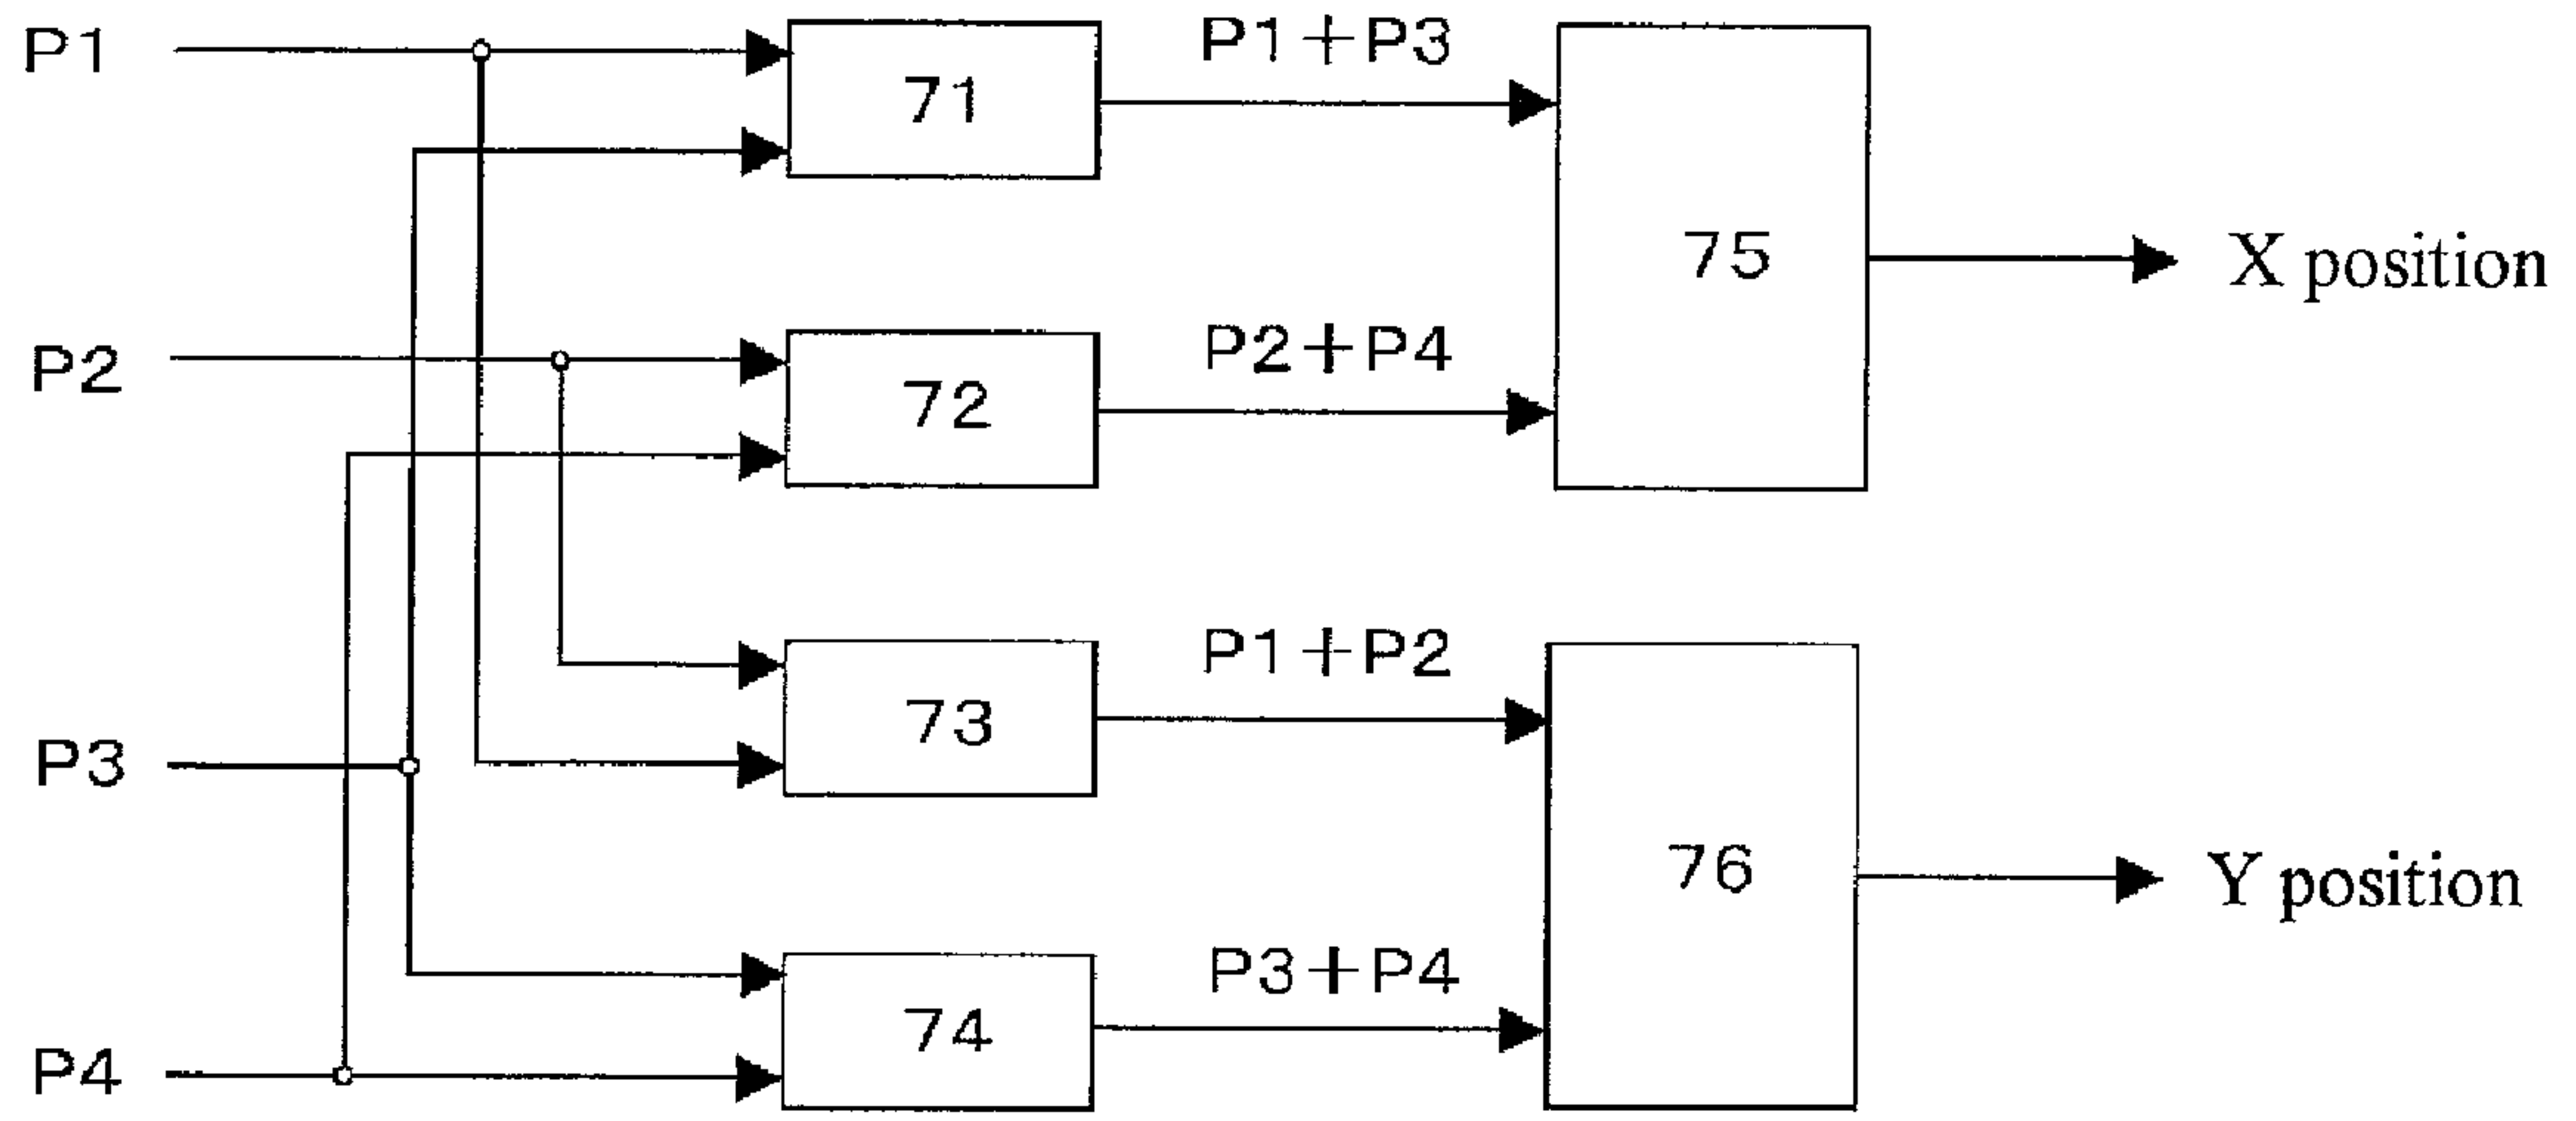 P1
P1+P3
71
75
X position
P2
P2+P4
72
P1+P2
73
P3
76
Y position
P3+P4
74
P4